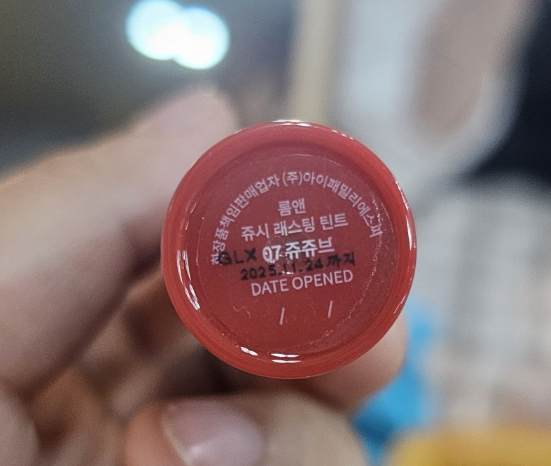 화장품책임판매업자 (주)아이패밀리에스씨
롬앤
쥬시 래스팅 틴트
GLX 07 쥬쥬브
2025.11.24 까지
DATE OPENED
/ /